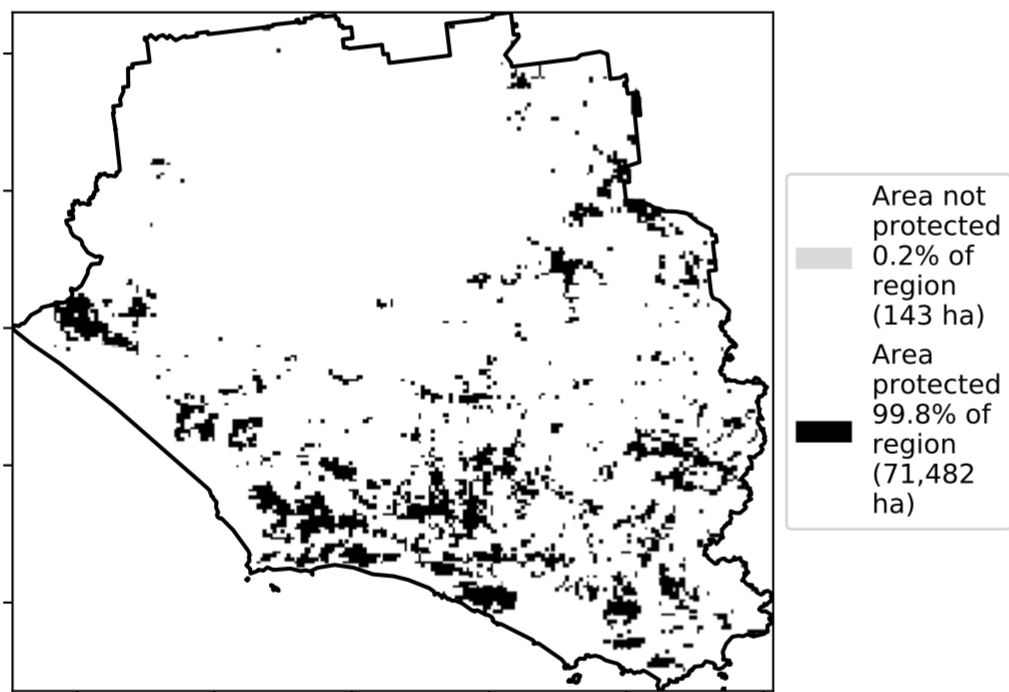 Area not
protected
0.2% of
region
(143 ha)
Area
protected
99.8% of
region
(71,482
ha)